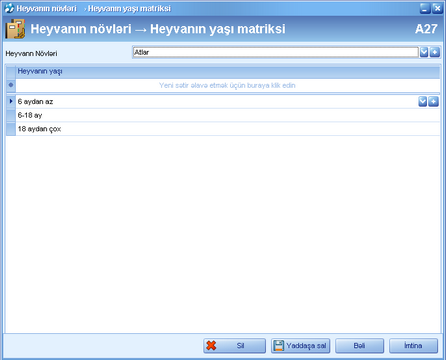 Heyvanın növləri → Heyvanın yaşı matriksi
Heyvanın növləri → Heyvanın yaşı matriksi A27
Heyvanın Növləri Atlar
Heyvanın yaşı
Yeni sətir əlavə etmək üçün buraya klik edin
6 aydan az
6-18 ay
18 aydan çox
Sil Yaddaşa sal Bəli İmtina